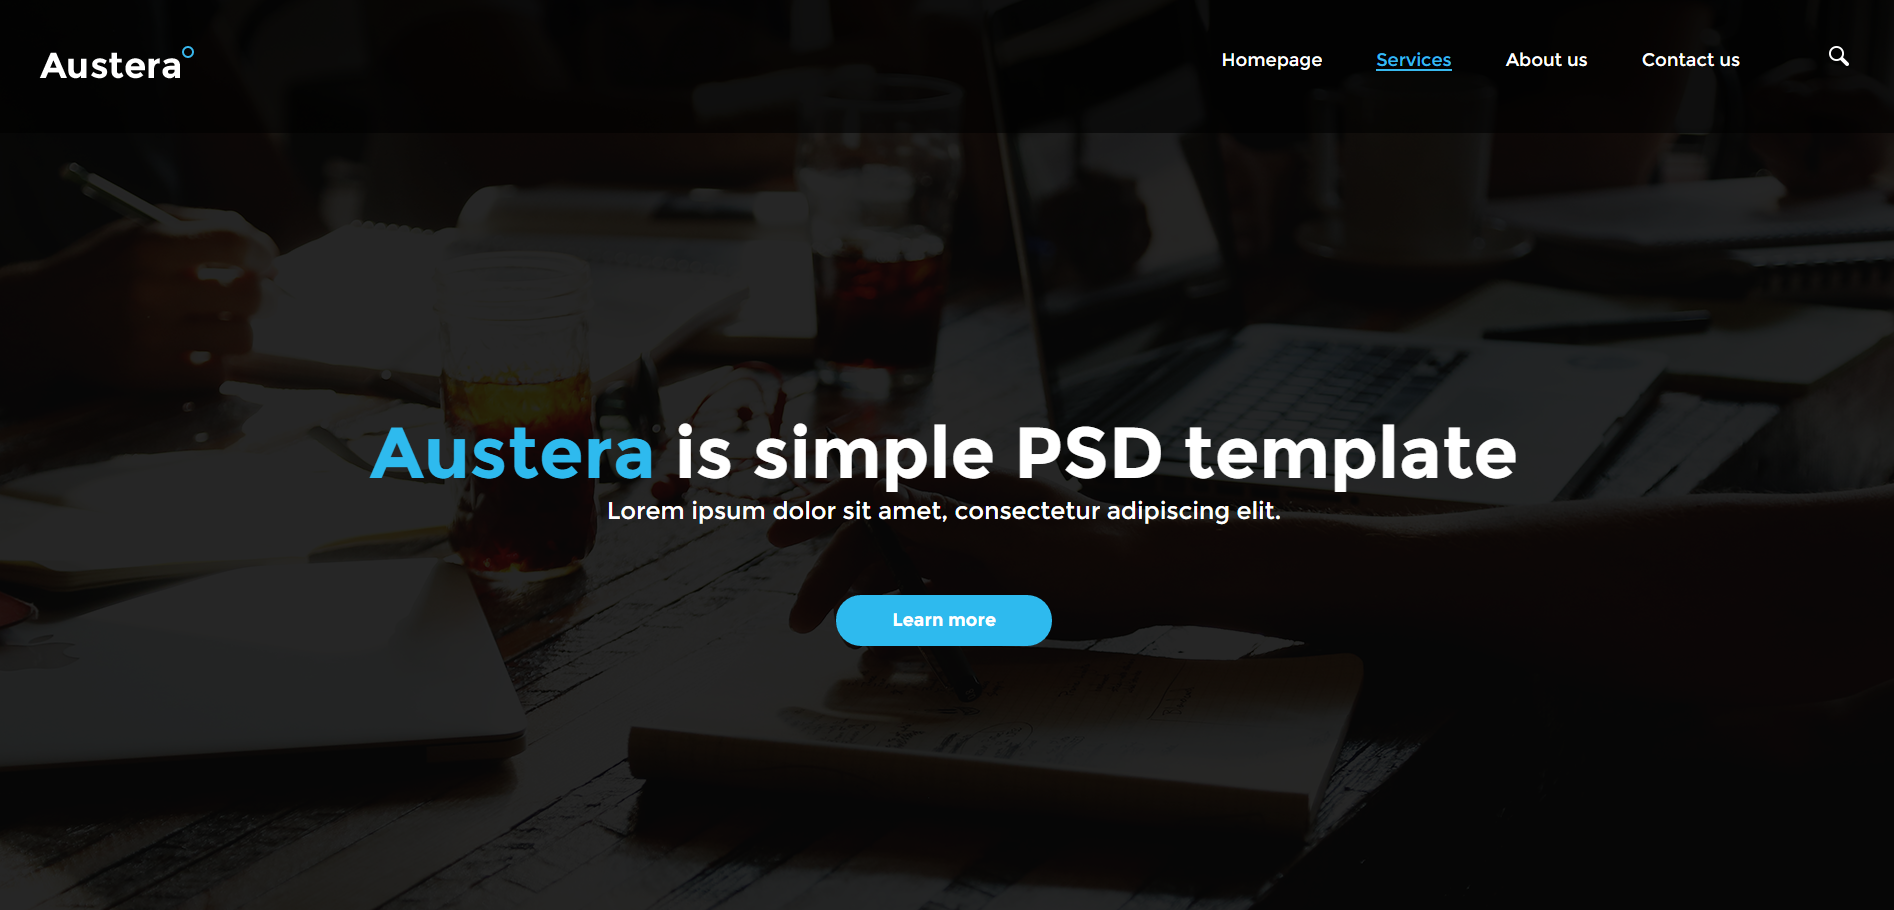 Austera
Homepage Services About us Contact us
Austera is simple PSD template
Lorem ipsum dolor sit amet, consectetur adipiscing elit.
Learn more